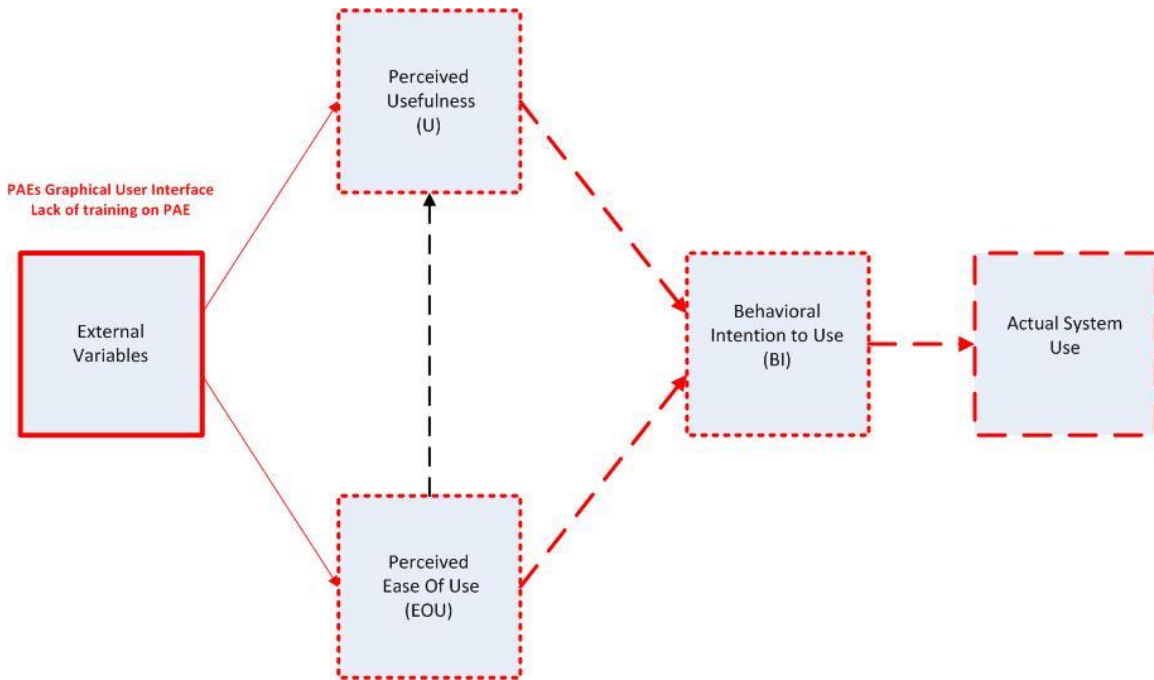 Perceived
Usefulness
(U)
PAEs Graphical User Interface
Lack of training on PAE
External
Variables
Behavioral
Intention to Use
(BI)
Actual System
Use
Perceived
Ease Of Use
(EOU)